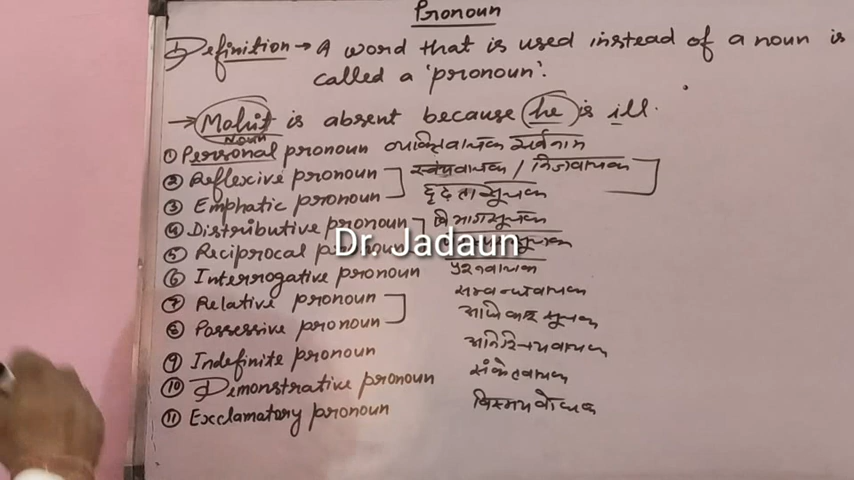 Pronoun
① Definition → A word that is used instead of a noun is
called a 'pronoun'.
→ Mohit is absent because he is ill.
Noun
① Personal pronoun व्यक्तिवाचक सर्वनाम
② Reflexive pronoun स्वंयवाचक / निजवाचक
③ Emphatic pronoun दृढ़तासूचक
④ Distributive pronoun विभागसूचक
⑤ Reciprocal सूचक
Dr. Jadaun
⑥ Interrogative pronoun प्रश्नवाचक
⑦ Relative pronoun सम्बन्धवाचक
⑧ Possessive pronoun अधिकार सूचक
⑨ Indefinite pronoun अनिश्चियवाचक
⑩ Demonstrative pronoun संकेतवाचक
⑪ Exclamatory pronoun विस्मयबोधक